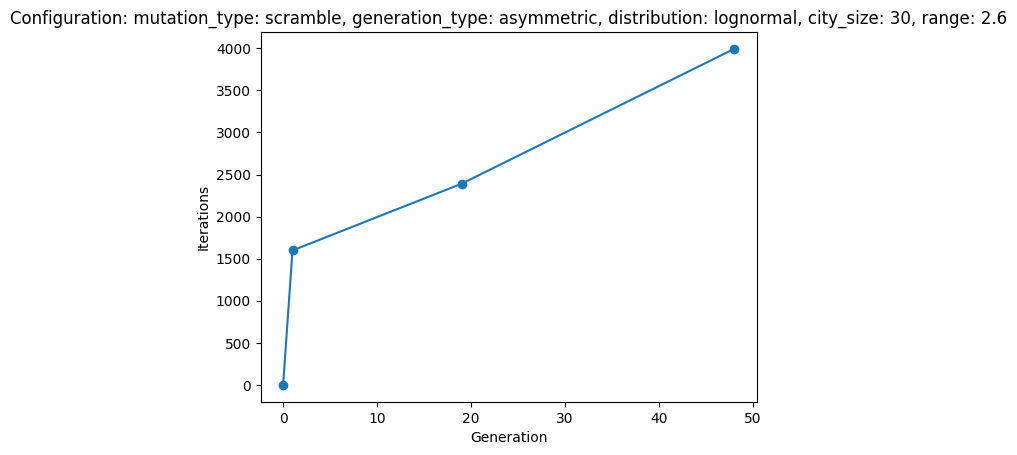 Configuration: mutation_type: scramble, generation_type: asymmetric, distribution: lognormal, city_size: 30, range: 2.6
4000
3500
3000
2500
2000
1500
1000
500
0
Iterations
0 10 20 30 40 50
Generation